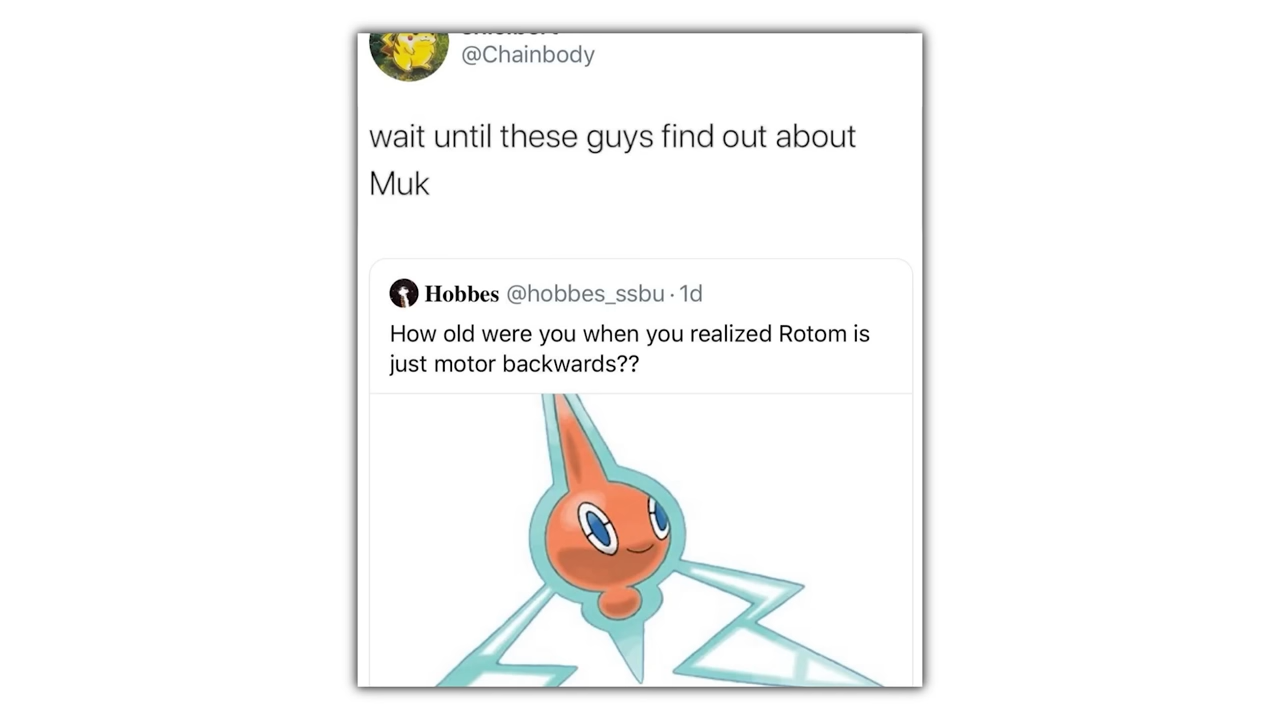 @Chainbody
wait until these guys find out about
Muk
Hobbes @hobbes_ssbu · 1d
How old were you when you realized Rotom is
just motor backwards??